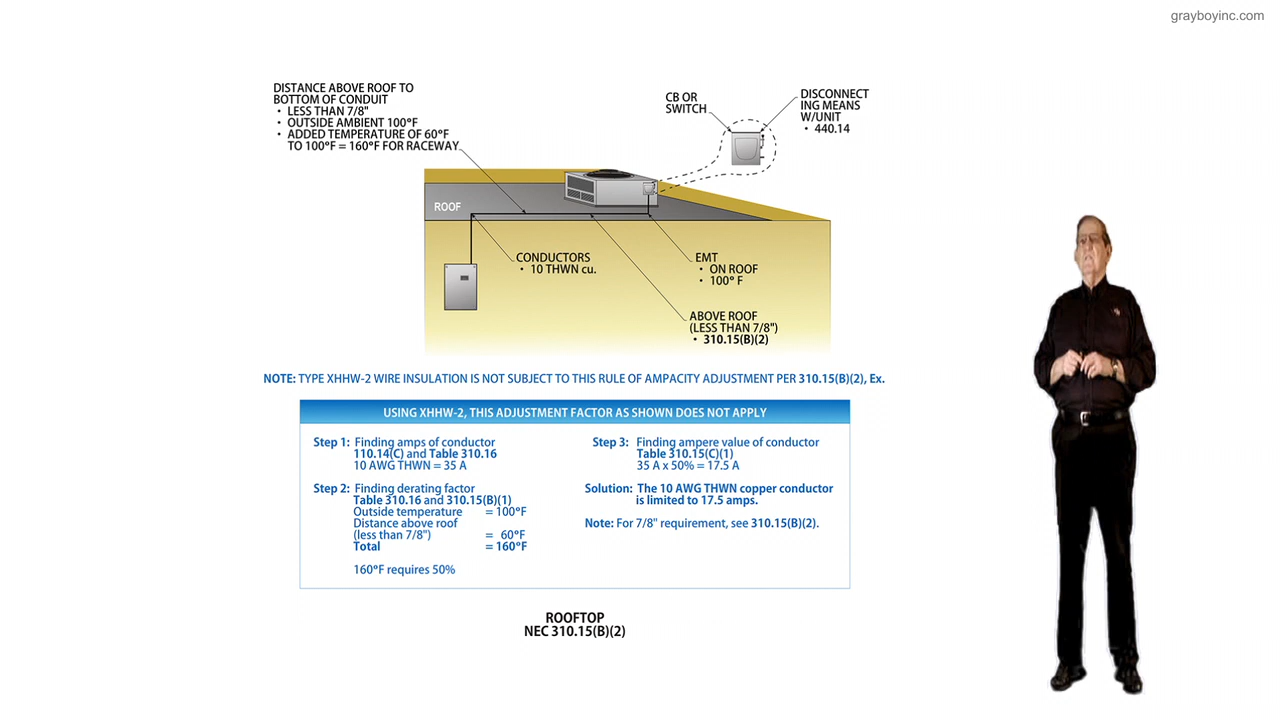 grayboyinc.com
DISTANCE ABOVE ROOF TO
BOTTOM OF CONDUIT
• LESS THAN 7/8"
• OUTSIDE AMBIENT 100°F
• ADDED TEMPERATURE OF 60°F
TO 100°F = 160°F FOR RACEWAY
CB OR
SWITCH
DISCONNECT
ING MEANS
W/UNIT
• 440.14
ROOF
CONDUCTORS
• 10 THWN cu.
EMT
• ON ROOF
• 100° F
ABOVE ROOF
(LESS THAN 7/8")
• 310.15(B)(2)
NOTE: TYPE XHHW-2 WIRE INSULATION IS NOT SUBJECT TO THIS RULE OF AMPACITY ADJUSTMENT PER 310.15(B)(2), Ex.
USING XHHW-2, THIS ADJUSTMENT FACTOR AS SHOWN DOES NOT APPLY
Step 1: Finding amps of conductor
110.14(C) and Table 310.16
10 AWG THWN = 35 A
Step 2: Finding derating factor
Table 310.16 and 310.15(B)(1)
Outside temperature = 100°F
Distance above roof
(less than 7/8") = 60°F
Total = 160°F
160°F requires 50%
Step 3: Finding ampere value of conductor
Table 310.15(C)(1)
35 A x 50% = 17.5 A
Solution: The 10 AWG THWN copper conductor
is limited to 17.5 amps.
Note: For 7/8" requirement, see 310.15(B)(2).
ROOFTOP
NEC 310.15(B)(2)